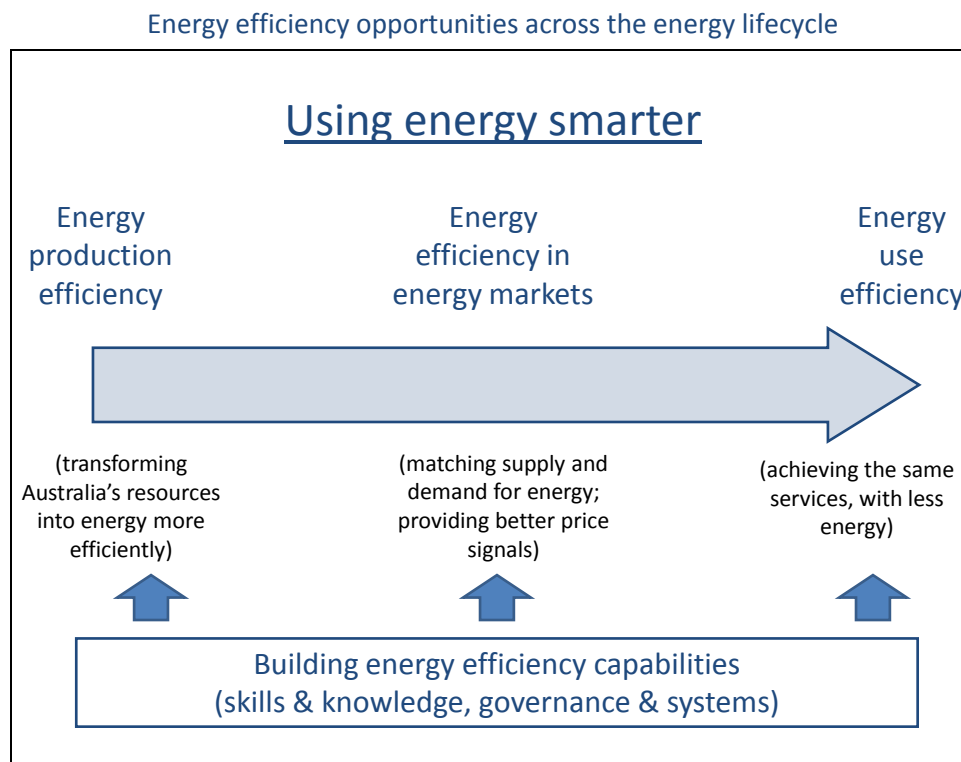 Energy efficiency opportunities across the energy lifecycle
Using energy smarter
Energy
production
efficiency
Energy
efficiency in
energy markets
Energy
use
efficiency
(transforming
Australia’s resources
into energy more
efficiently)
(matching supply and
demand for energy;
providing better price
signals)
(achieving the same
services, with less
energy)
Building energy efficiency capabilities
(skills & knowledge, governance & systems)